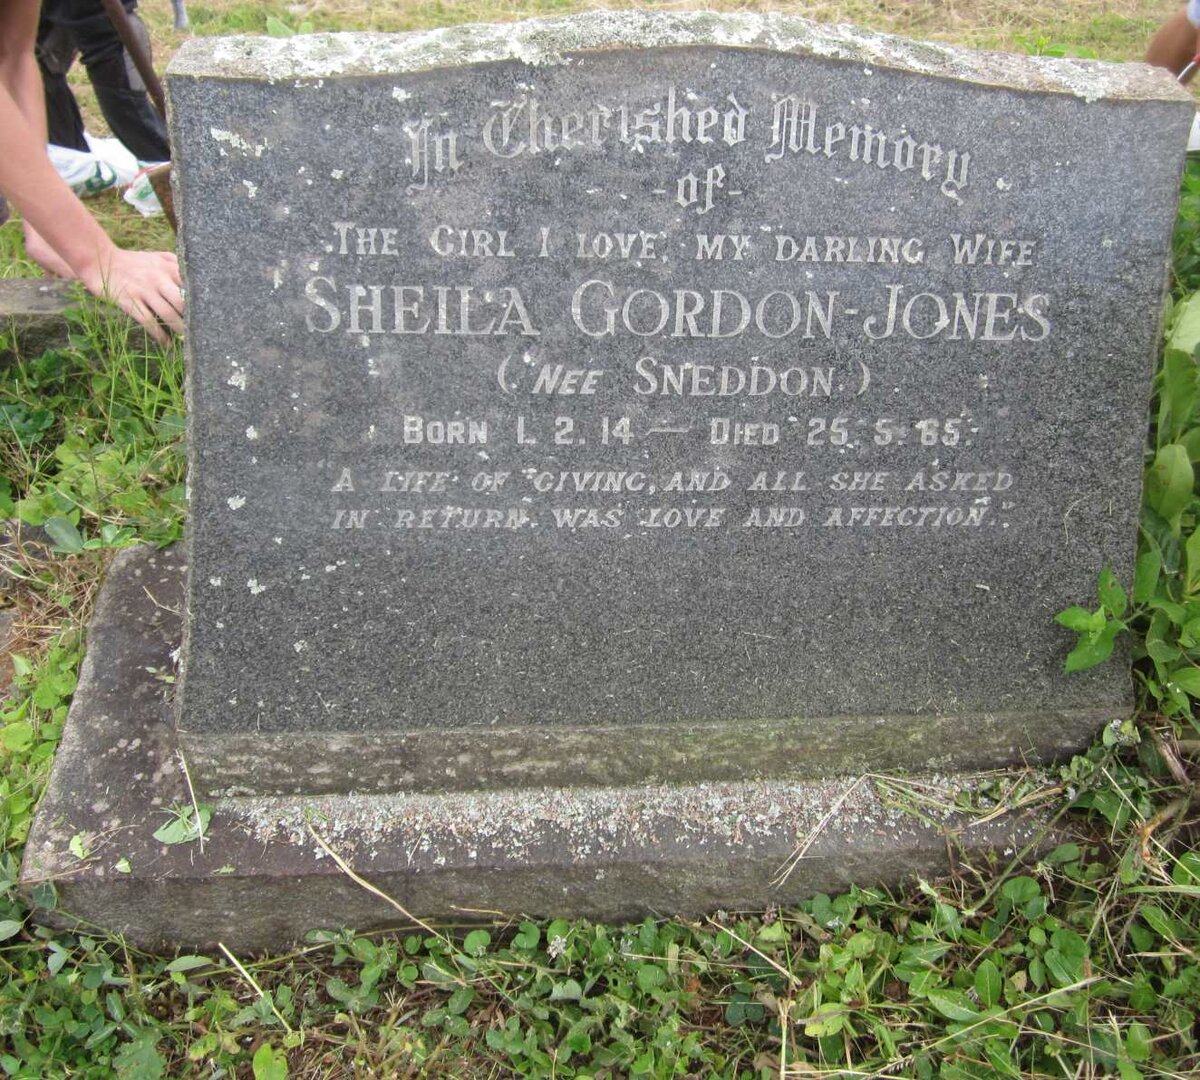 In Cherished Memory
- of -
THE GIRL I LOVE, MY DARLING WIFE
SHEILA GORDON-JONES
(NEE SNEDDON.)
BORN 1. 2. 14 — DIED 25. 5. 65.
"A LIFE OF GIVING, AND ALL SHE ASKED
IN RETURN WAS LOVE AND AFFECTION."